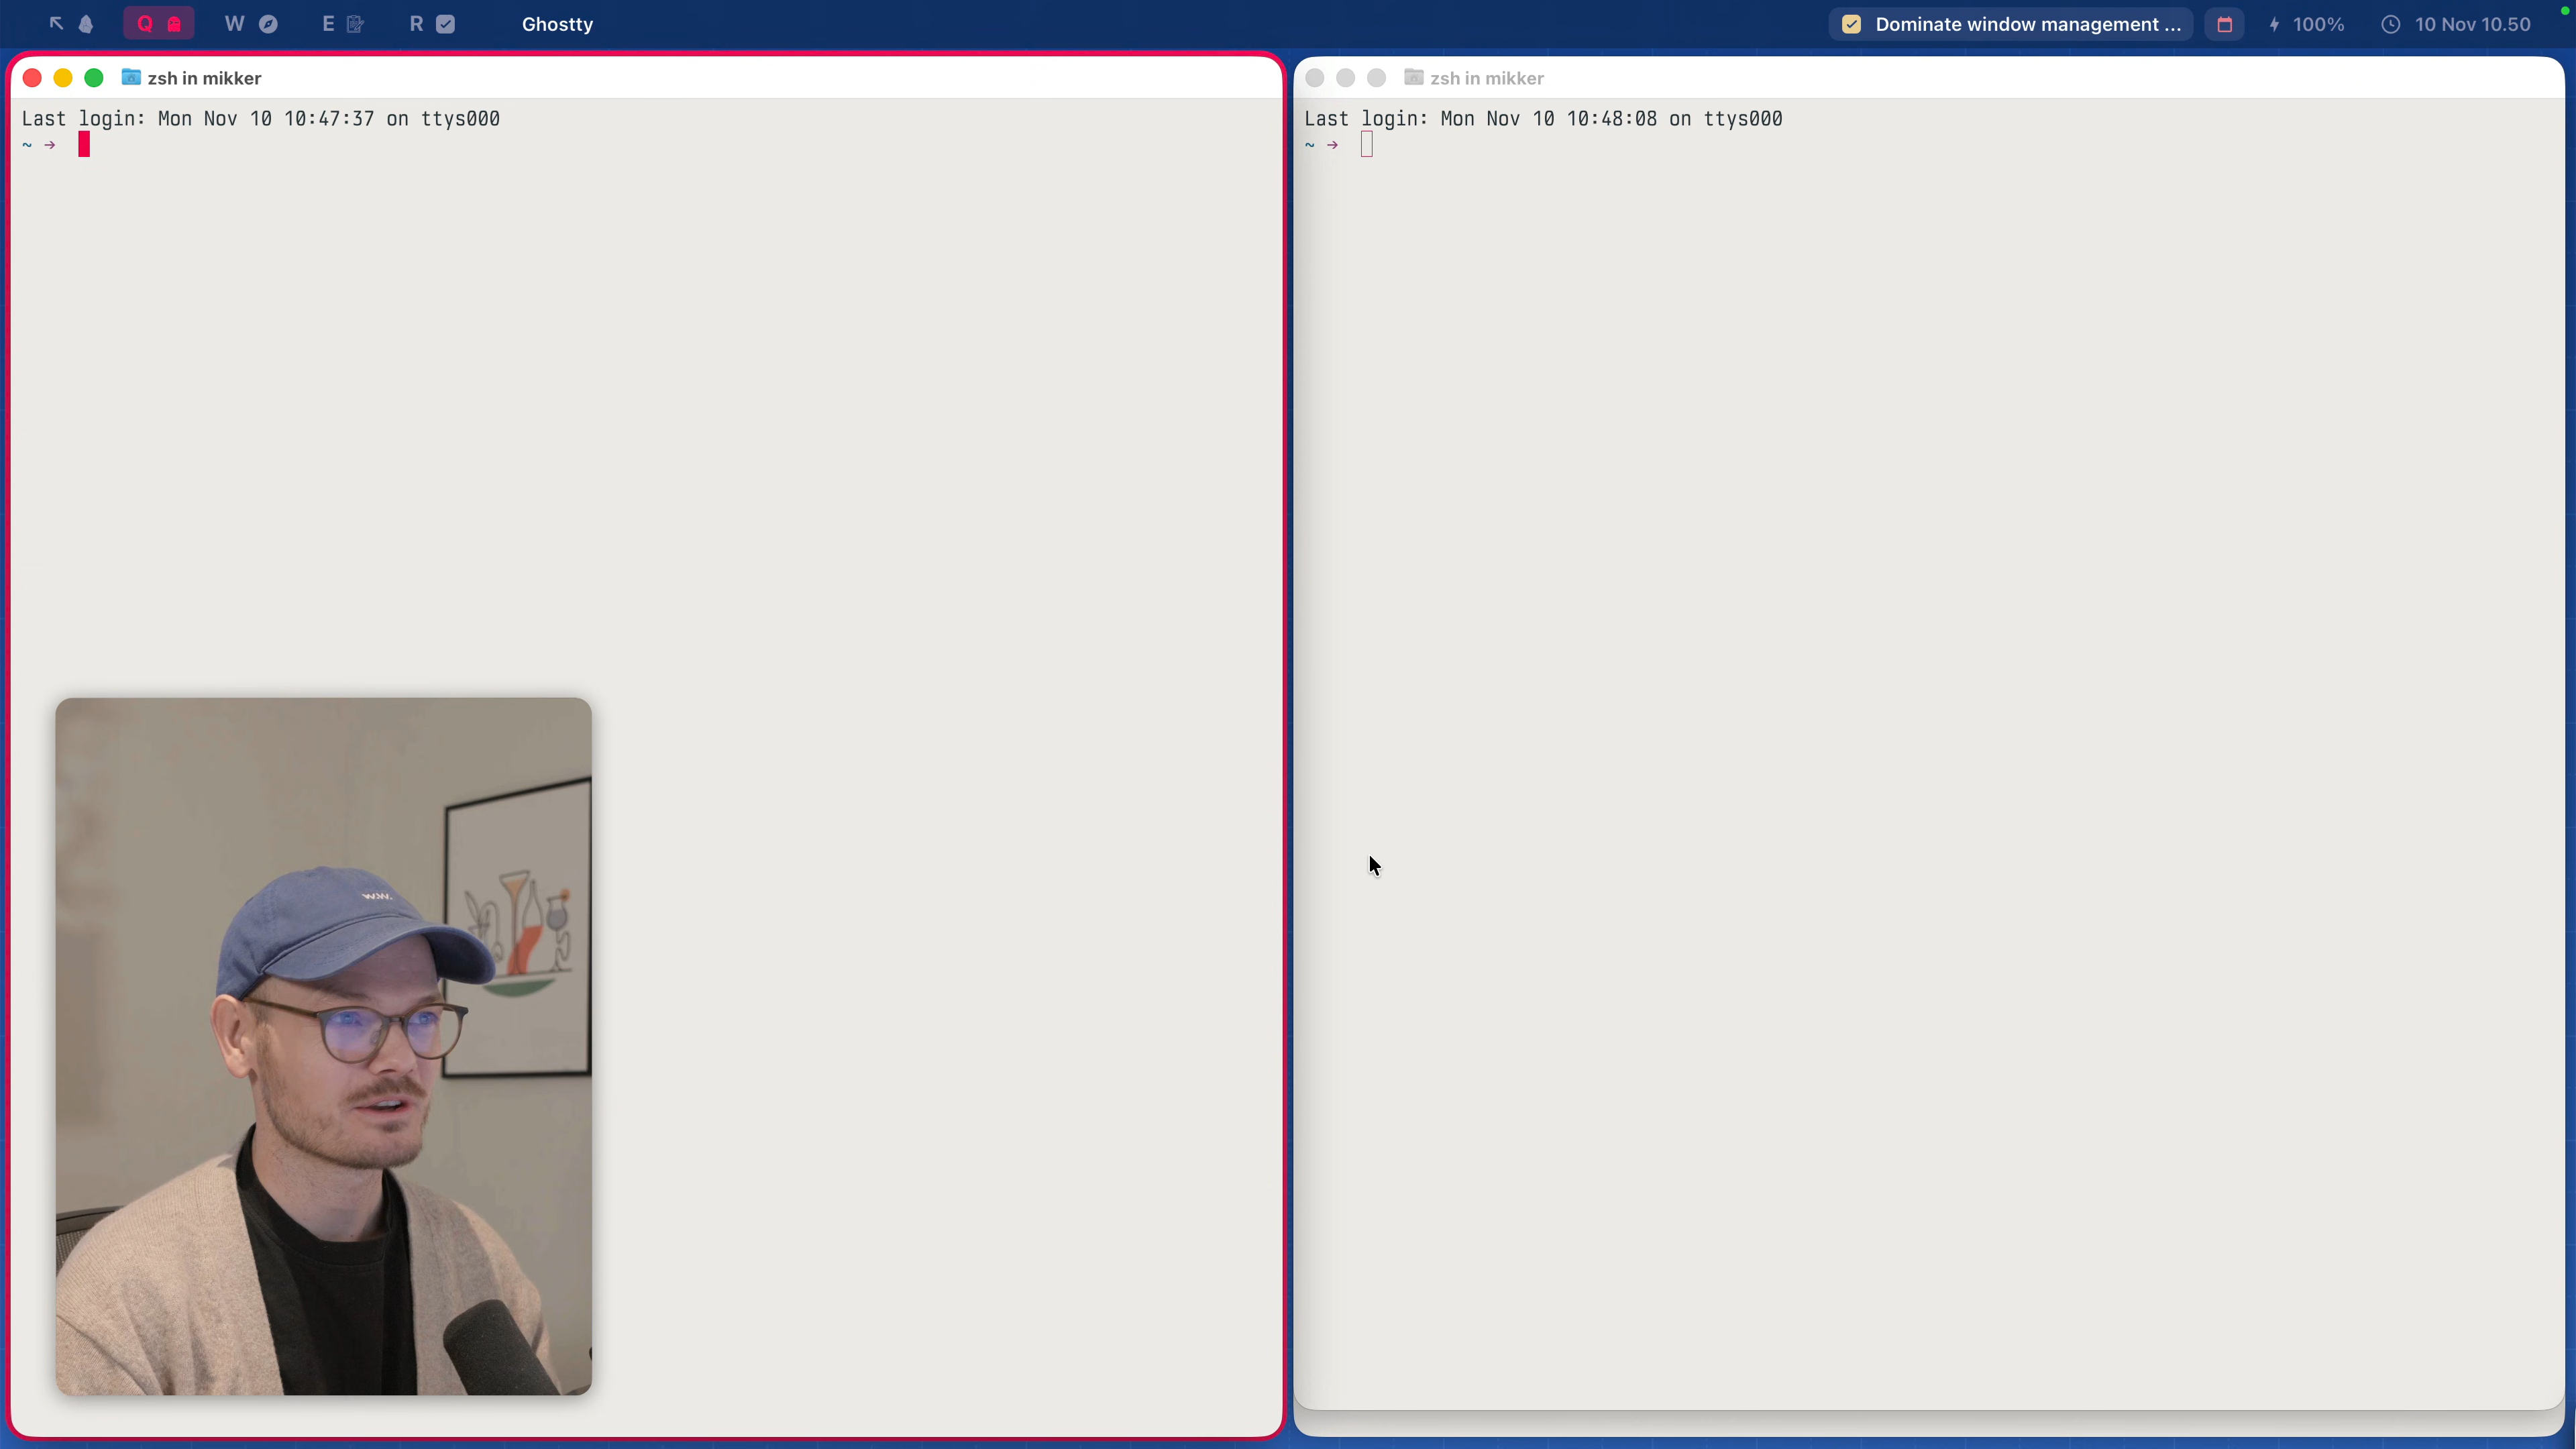 Q W E R Ghostty Dominate window management ... 100% 10 Nov 10.50
zsh in mikker
Last login: Mon Nov 10 10:47:37 on ttys000
~ →
zsh in mikker
Last login: Mon Nov 10 10:48:08 on ttys000
~ →
w.w.